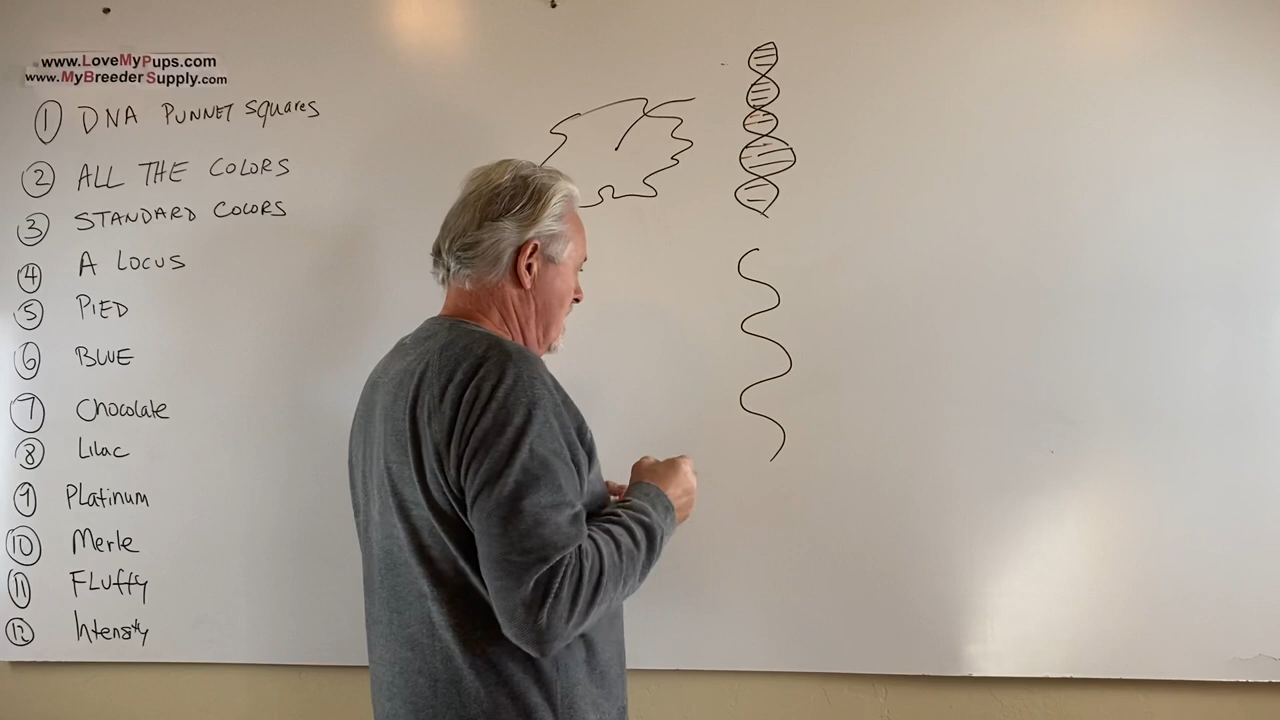 www.LoveMyPups.com
www.MyBreederSupply.com
1 DNA PUNNET Squares
2 ALL THE COLORS
3 STANDARD COLORS
4 A LOCUS
5 PIED
6 BLUE
7 Chocolate
8 Lilac
9 Platinum
10 Merle
11 FLuffy
12 Intensity